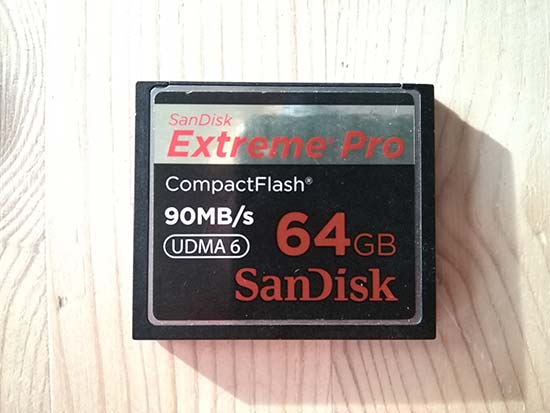 SanDisk
Extreme® Pro
CompactFlash®
90MB/s
UDMA 6
64GB
SanDisk